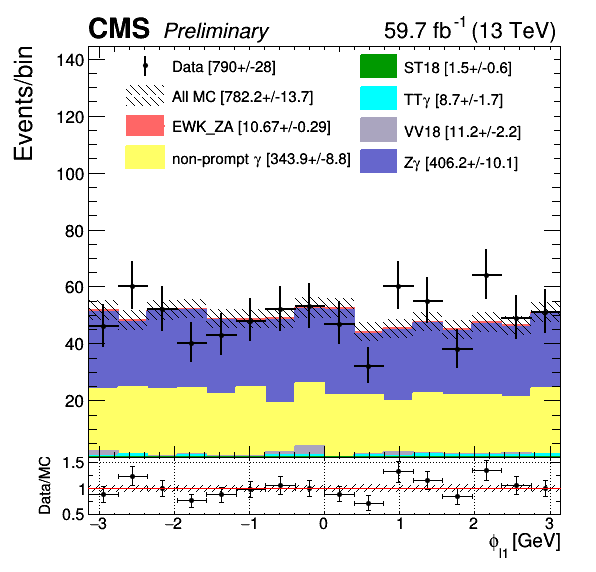 CMS Preliminary 59.7 fb⁻¹ (13 TeV)
Events/bin
140
120
100
80
60
40
20
Data [790+/-28]
All MC [782.2+/-13.7]
EWK_ZA [10.67+/-0.29]
non-prompt γ [343.9+/-8.8]
ST18 [1.5+/-0.6]
TTγ [8.7+/-1.7]
VV18 [11.2+/-2.2]
Zγ [406.2+/-10.1]
Data/MC
1.5
1
0.5
−3 −2 −1 0 1 2 3
ϕ_l1 [GeV]